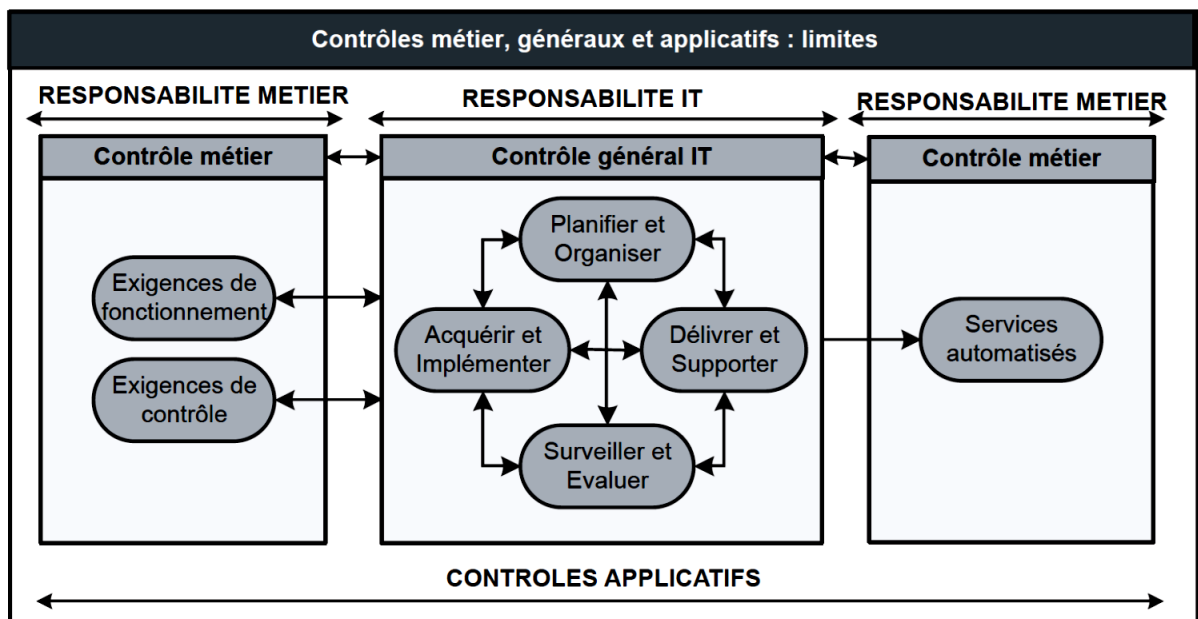 Contrôles métier, généraux et applicatifs : limites
RESPONSABILITE METIER
RESPONSABILITE IT
RESPONSABILITE METIER
Contrôle métier
Contrôle général IT
Contrôle métier
Exigences de
fonctionnement
Exigences de
contrôle
Planifier et
Organiser
Acquérir et
Implémenter
Délivrer et
Supporter
Surveiller et
Evaluer
Services
automatisés
CONTROLES APPLICATIFS